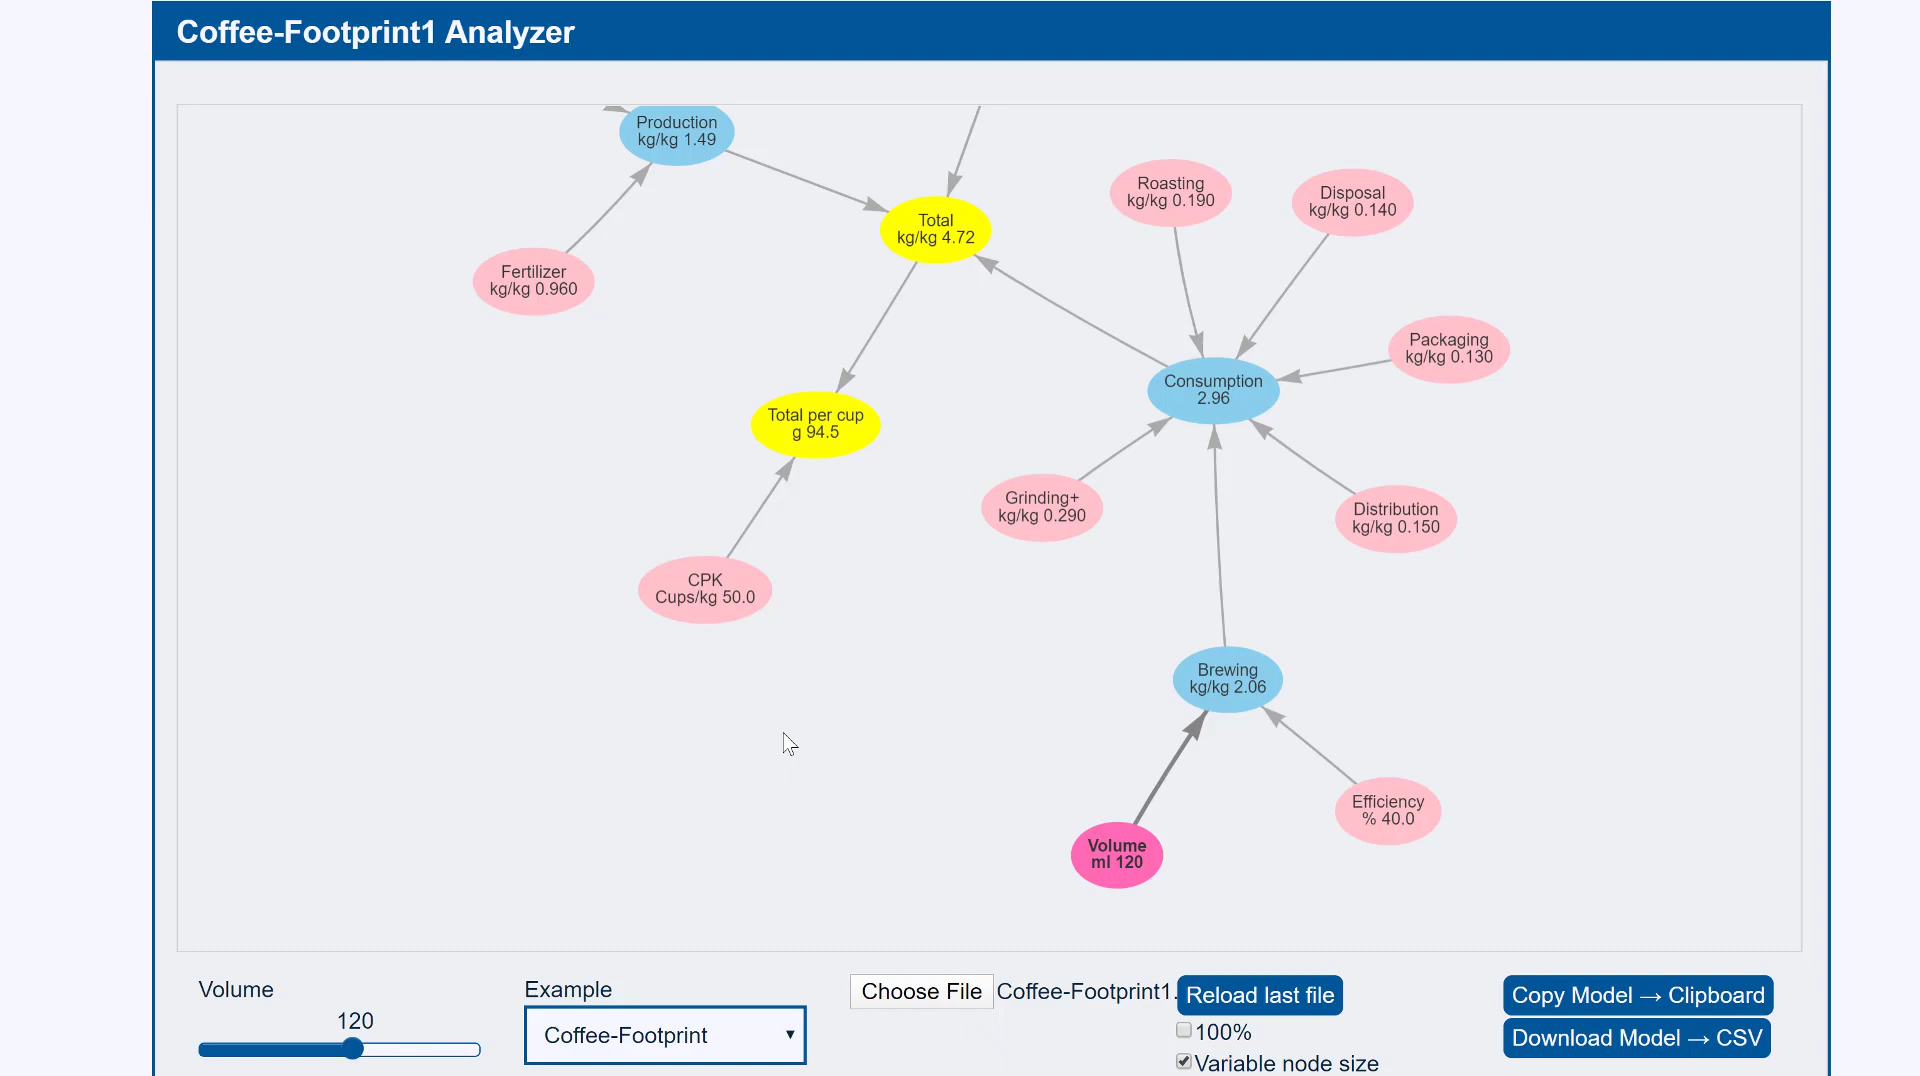 Coffee-Footprint1 Analyzer
Production
kg/kg 1.49
Total
kg/kg 4.72
Roasting
kg/kg 0.190
Disposal
kg/kg 0.140
Fertilizer
kg/kg 0.960
Packaging
kg/kg 0.130
Consumption
2.96
Total per cup
g 94.5
Grinding+
kg/kg 0.290
Distribution
kg/kg 0.150
CPK
Cups/kg 50.0
Brewing
kg/kg 2.06
Efficiency
% 40.0
Volume
ml 120
Volume
120
Example
Coffee-Footprint
Choose File Coffee-Footprint1.
Reload last file
100%
Variable node size
Copy Model → Clipboard
Download Model → CSV